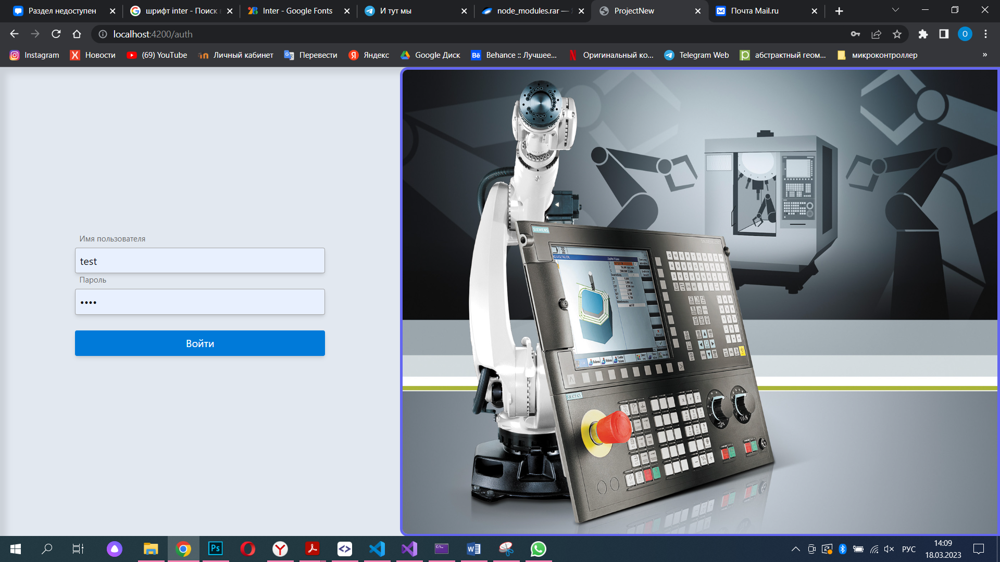 Раздел недоступен
шрифт inter - Поиск в
Inter - Google Fonts
И тут мы
node_modules.rar —
ProjectNew
Почта Mail.ru
localhost:4200/auth
О
Instagram
Новости
(69) YouTube
Личный кабинет
Перевести
Яндекс
Google Диск
Behance :: Лучшее...
Оригинальный ко...
Telegram Web
абстрактный геом...
микроконтроллер
»
Имя пользователя
test
Пароль
••••
Войти
SIEMENS
SIEMENS
РУС
14:09
18.03.2023